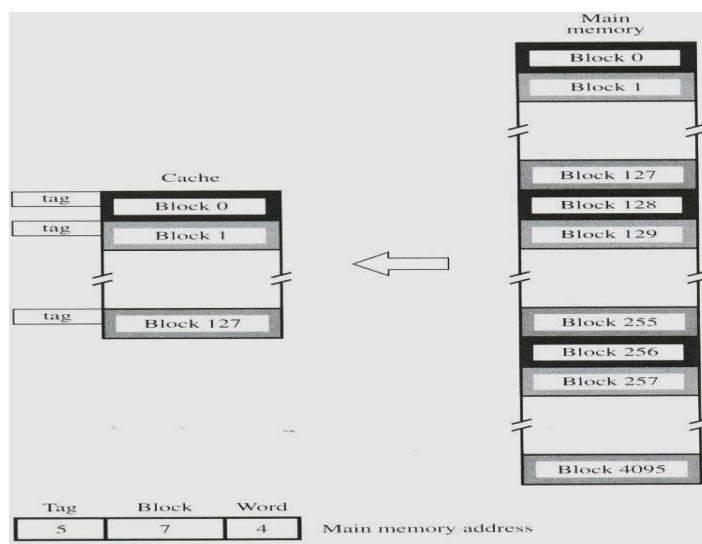 Main
memory
Block 0
Block 1
Block 127
Block 128
Block 129
Block 255
Block 256
Block 257
Block 4095
Cache
tag
Block 0
tag
Block 1
tag
Block 127
Tag Block Word
5 7 4 Main memory address